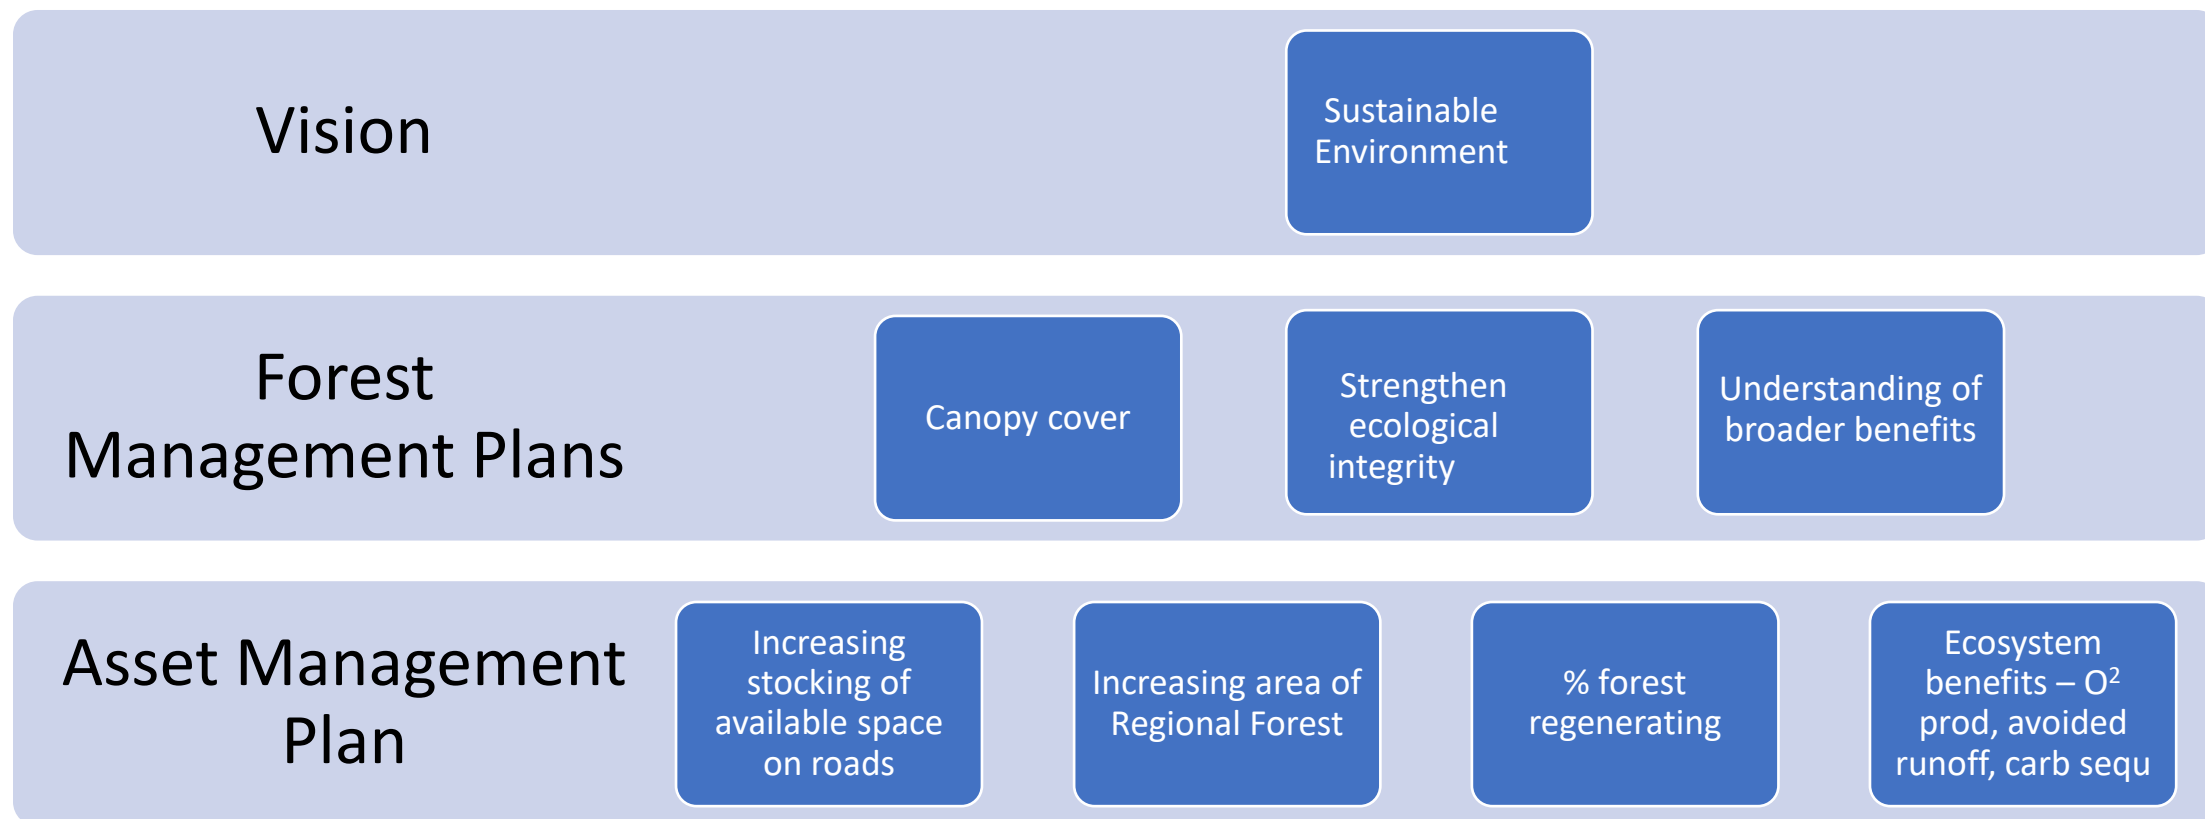 Vision
Sustainable
Environment
Forest
Management Plans
Canopy cover
Strengthen
ecological
integrity
Understanding of
broader benefits
Asset Management
Plan
Increasing
stocking of
available space
on roads
Increasing area of
Regional Forest
% forest
regenerating
Ecosystem
benefits – O²
prod, avoided
runoff, carb sequ